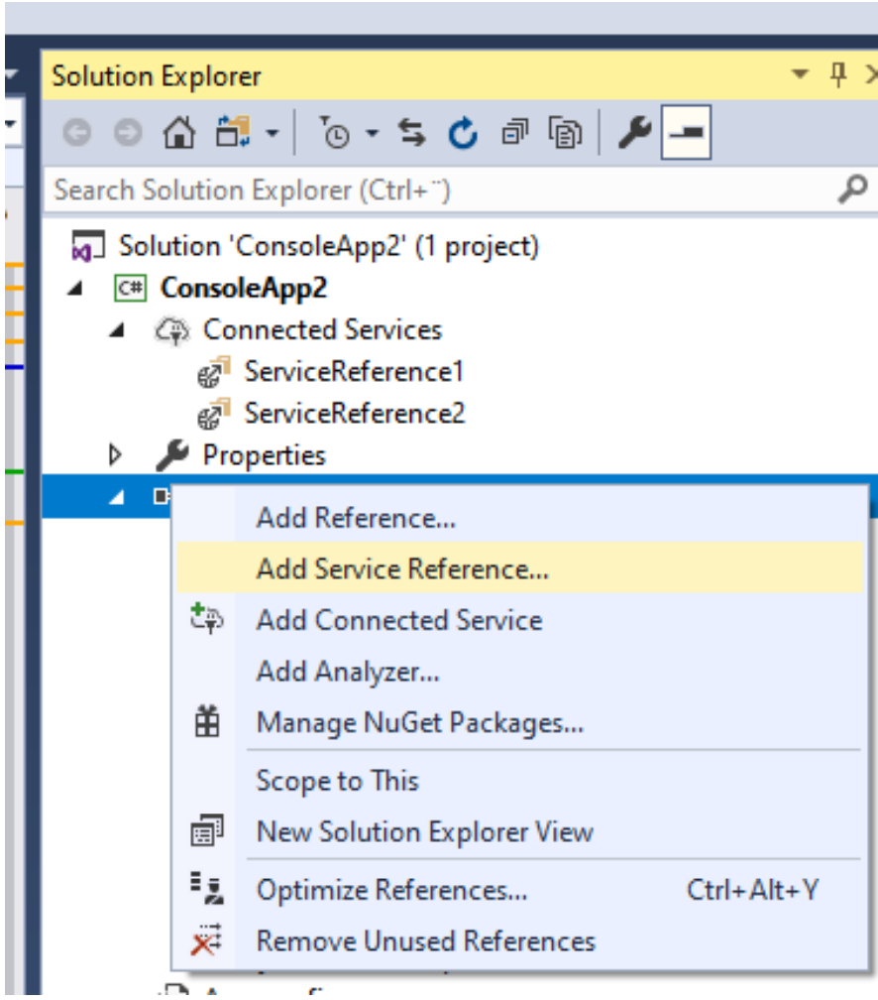 Solution Explorer
Search Solution Explorer (Ctrl+¨)
Solution 'ConsoleApp2' (1 project)
C# ConsoleApp2
Connected Services
ServiceReference1
ServiceReference2
Properties
Add Reference...
Add Service Reference...
Add Connected Service
Add Analyzer...
Manage NuGet Packages...
Scope to This
New Solution Explorer View
Optimize References... Ctrl+Alt+Y
Remove Unused References